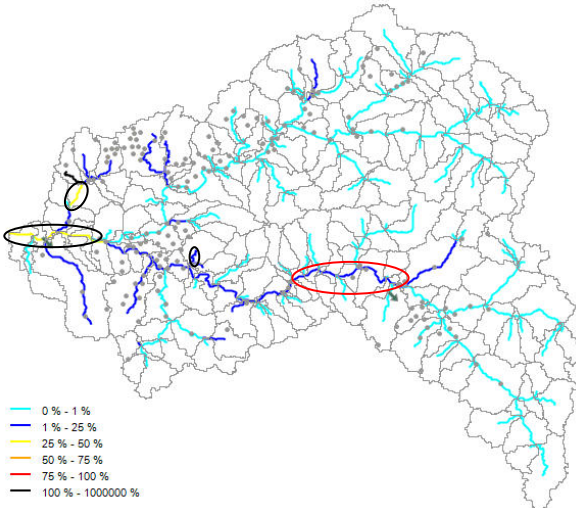 0 % - 1 %
1 % - 25 %
25 % - 50 %
50 % - 75 %
75 % - 100 %
100 % - 1000000 %